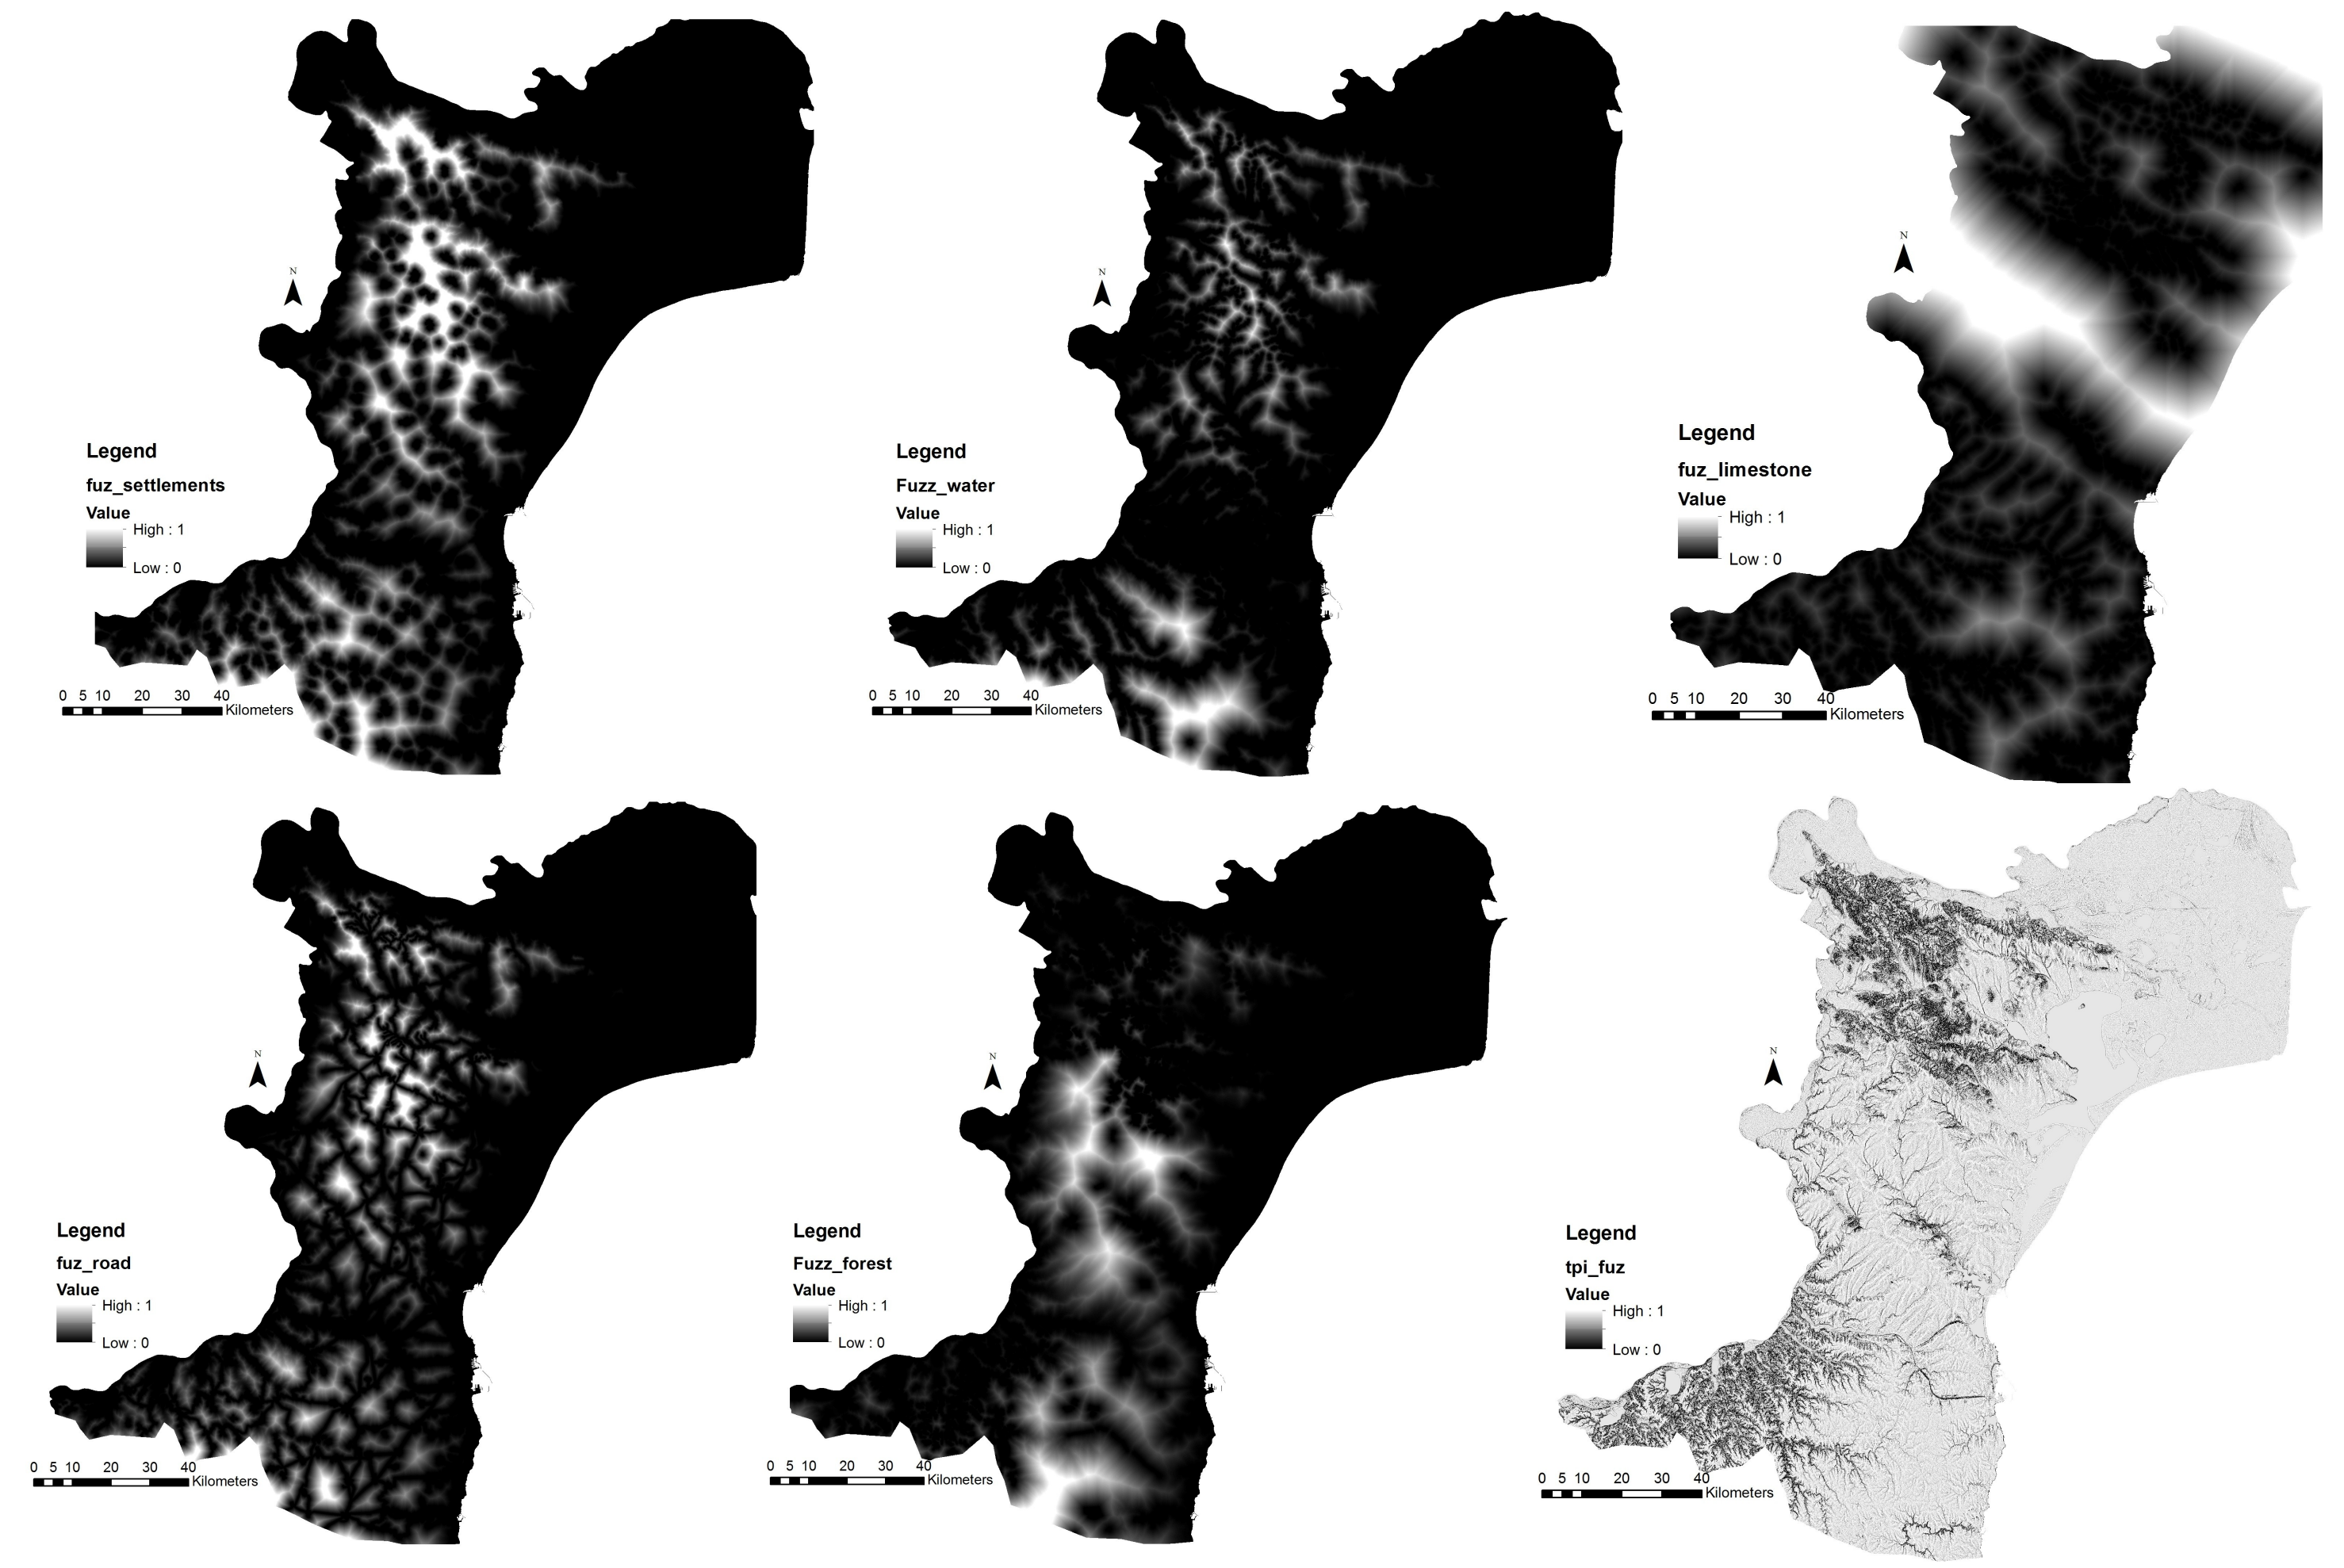 N
Legend
fuz_settlements
Value
High : 1
Low : 0
0 5 10 20 30 40
Kilometers
N
Legend
Fuzz_water
Value
High : 1
Low : 0
0 5 10 20 30 40
Kilometers
N
Legend
fuz_limestone
Value
High : 1
Low : 0
0 5 10 20 30 40
Kilometers
N
Legend
fuz_road
Value
High : 1
Low : 0
0 5 10 20 30 40
Kilometers
N
Legend
Fuzz_forest
Value
High : 1
Low : 0
0 5 10 20 30 40
Kilometers
N
Legend
tpi_fuz
Value
High : 1
Low : 0
0 5 10 20 30 40
Kilometers